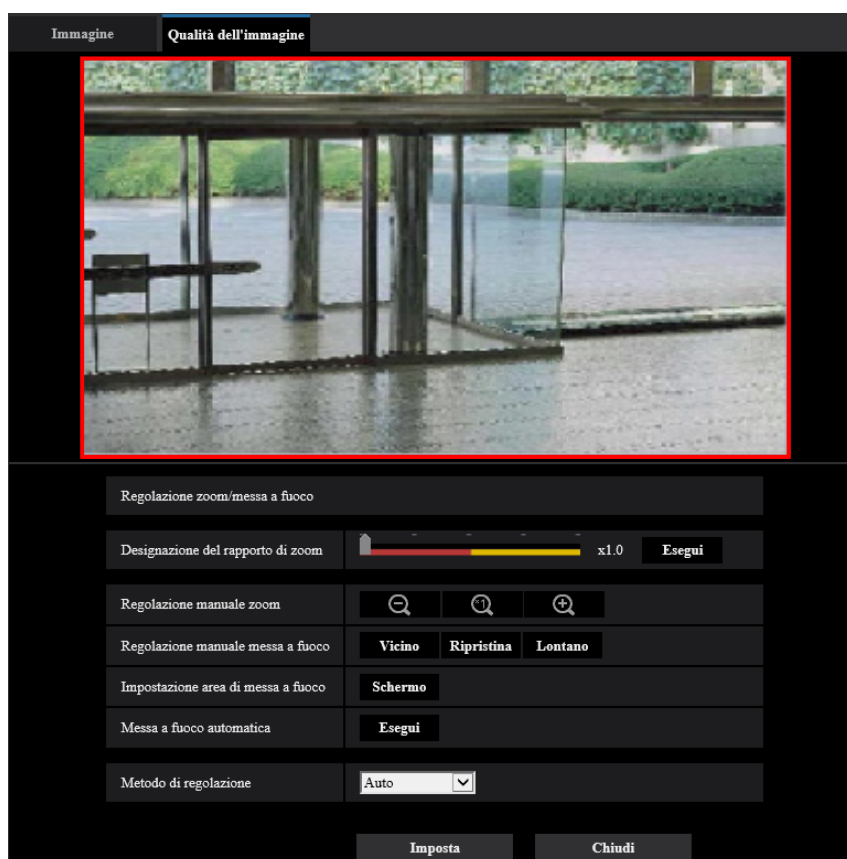 Immagine Qualità dell'immagine
Regolazione zoom/messa a fuoco
Designazione del rapporto di zoom x1.0 Esegui
Regolazione manuale zoom ×1
Regolazione manuale messa a fuoco Vicino Ripristina Lontano
Impostazione area di messa a fuoco Schermo
Messa a fuoco automatica Esegui
Metodo di regolazione Auto
Imposta Chiudi